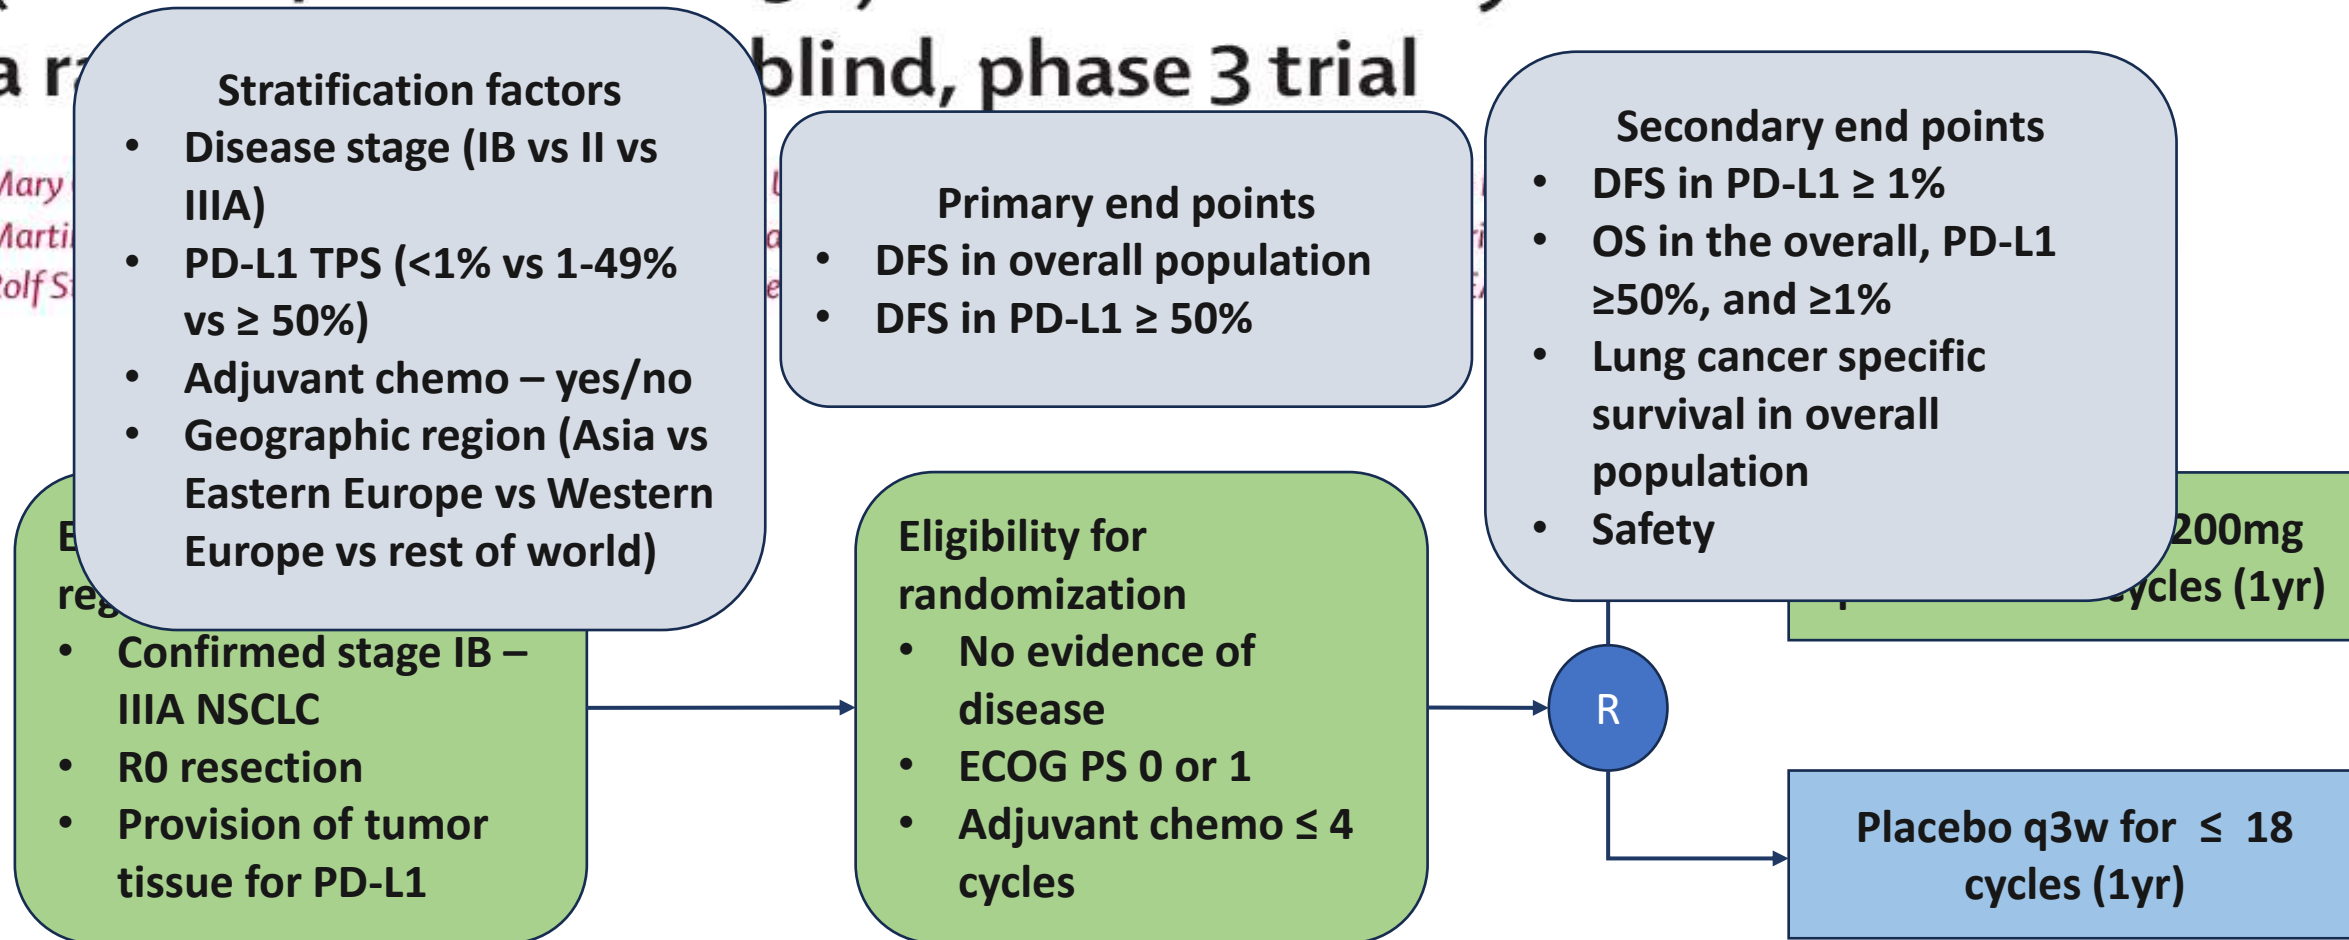 a
blind, phase 3 trial
Mary
Rolf
Stratification factors
• Disease stage (IB vs II vs
IIIA)
• PD-L1 TPS (<1% vs 1-49%
vs ≥ 50%)
• Adjuvant chemo – yes/no
• Geographic region (Asia vs
Eastern Europe vs Western
Europe vs rest of world)
Primary end points
• DFS in overall population
• DFS in PD-L1 ≥ 50%
Secondary end points
• DFS in PD-L1 ≥ 1%
• OS in the overall, PD-L1
≥50%, and ≥1%
• Lung cancer specific
survival in overall
population
• Safety
• Confirmed stage IB –
IIIA NSCLC
• R0 resection
• Provision of tumor
tissue for PD-L1
Eligibility for
randomization
• No evidence of
disease
• ECOG PS 0 or 1
• Adjuvant chemo ≤ 4
cycles
R
200mg
cycles (1yr)
Placebo q3w for ≤ 18
cycles (1yr)